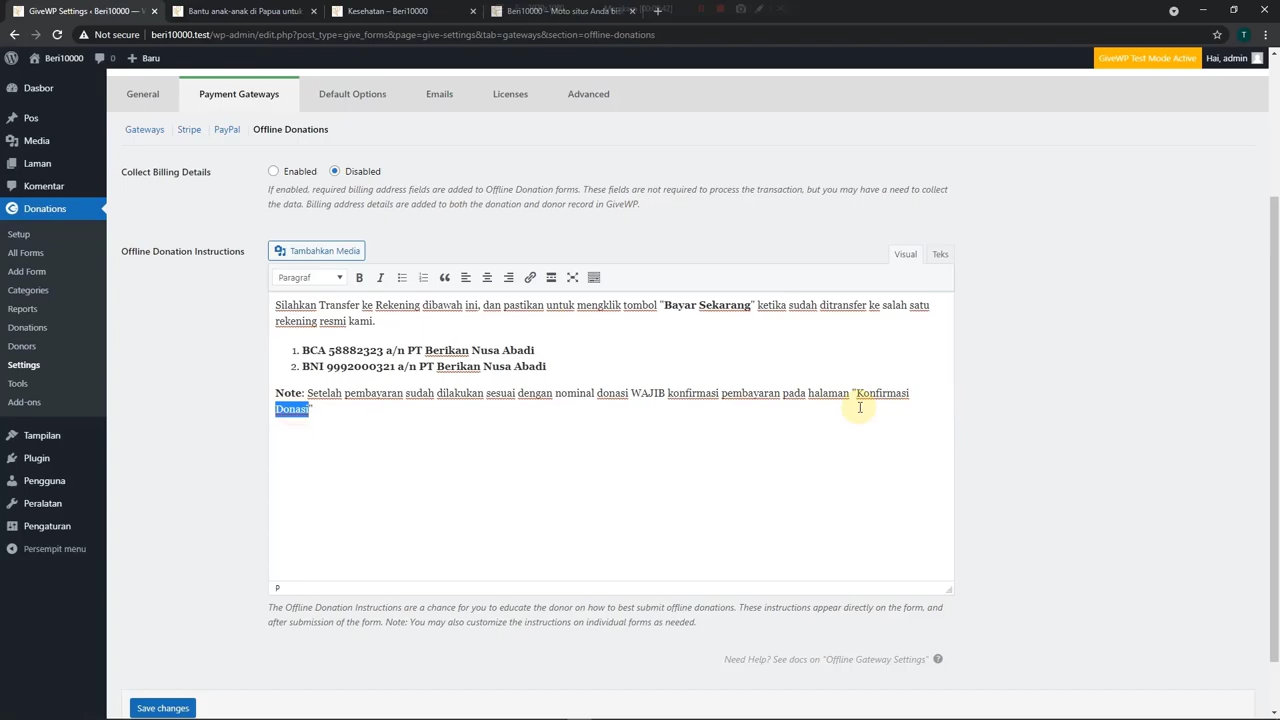 GiveWP Settings ‹ Beri10000 — W
Bantu anak-anak di Papua untuk
Kesehatan – Beri10000
Beri10000 – Moto situs Anda
Not secure
beri10000.test/wp-admin/edit.php?post_type=give_forms&page=give-settings&tab=gateways&section=offline-donations
T
Beri10000
0
Baru
GiveWP Test Mode Active
Hai, admin
Dasbor
Pos
Media
Laman
Komentar
Donations
Setup
All Forms
Add Form
Categories
Reports
Donations
Donors
Settings
Tools
Add-ons
Tampilan
Plugin
Pengguna
Peralatan
Pengaturan
Persempit menu
General
Payment Gateways
Default Options
Emails
Licenses
Advanced
Gateways
Stripe
PayPal
Offline Donations
Collect Billing Details
Enabled
Disabled
If enabled, required billing address fields are added to Offline Donation forms. These fields are not required to process the transaction, but you may have a need to collect
the data. Billing address details are added to both the donation and donor record in GiveWP.
Offline Donation Instructions
Tambahkan Media
Visual
Teks
Paragraf
B
I
Silahkan Transfer ke Rekening dibawah ini, dan pastikan untuk mengklik tombol "Bayar Sekarang" ketika sudah ditransfer ke salah satu
rekening resmi kami.
1. BCA 58882323 a/n PT Berikan Nusa Abadi
2. BNI 9992000321 a/n PT Berikan Nusa Abadi
Note: Setelah pembayaran sudah dilakukan sesuai dengan nominal donasi WAJIB konfirmasi pembayaran pada halaman "Konfirmasi
Donasi"
P
The Offline Donation Instructions are a chance for you to educate the donor on how to best submit offline donations. These instructions appear directly on the form, and
after submission of the form. Note: You may also customize the instructions on individual forms as needed.
Need Help? See docs on "Offline Gateway Settings"
Save changes